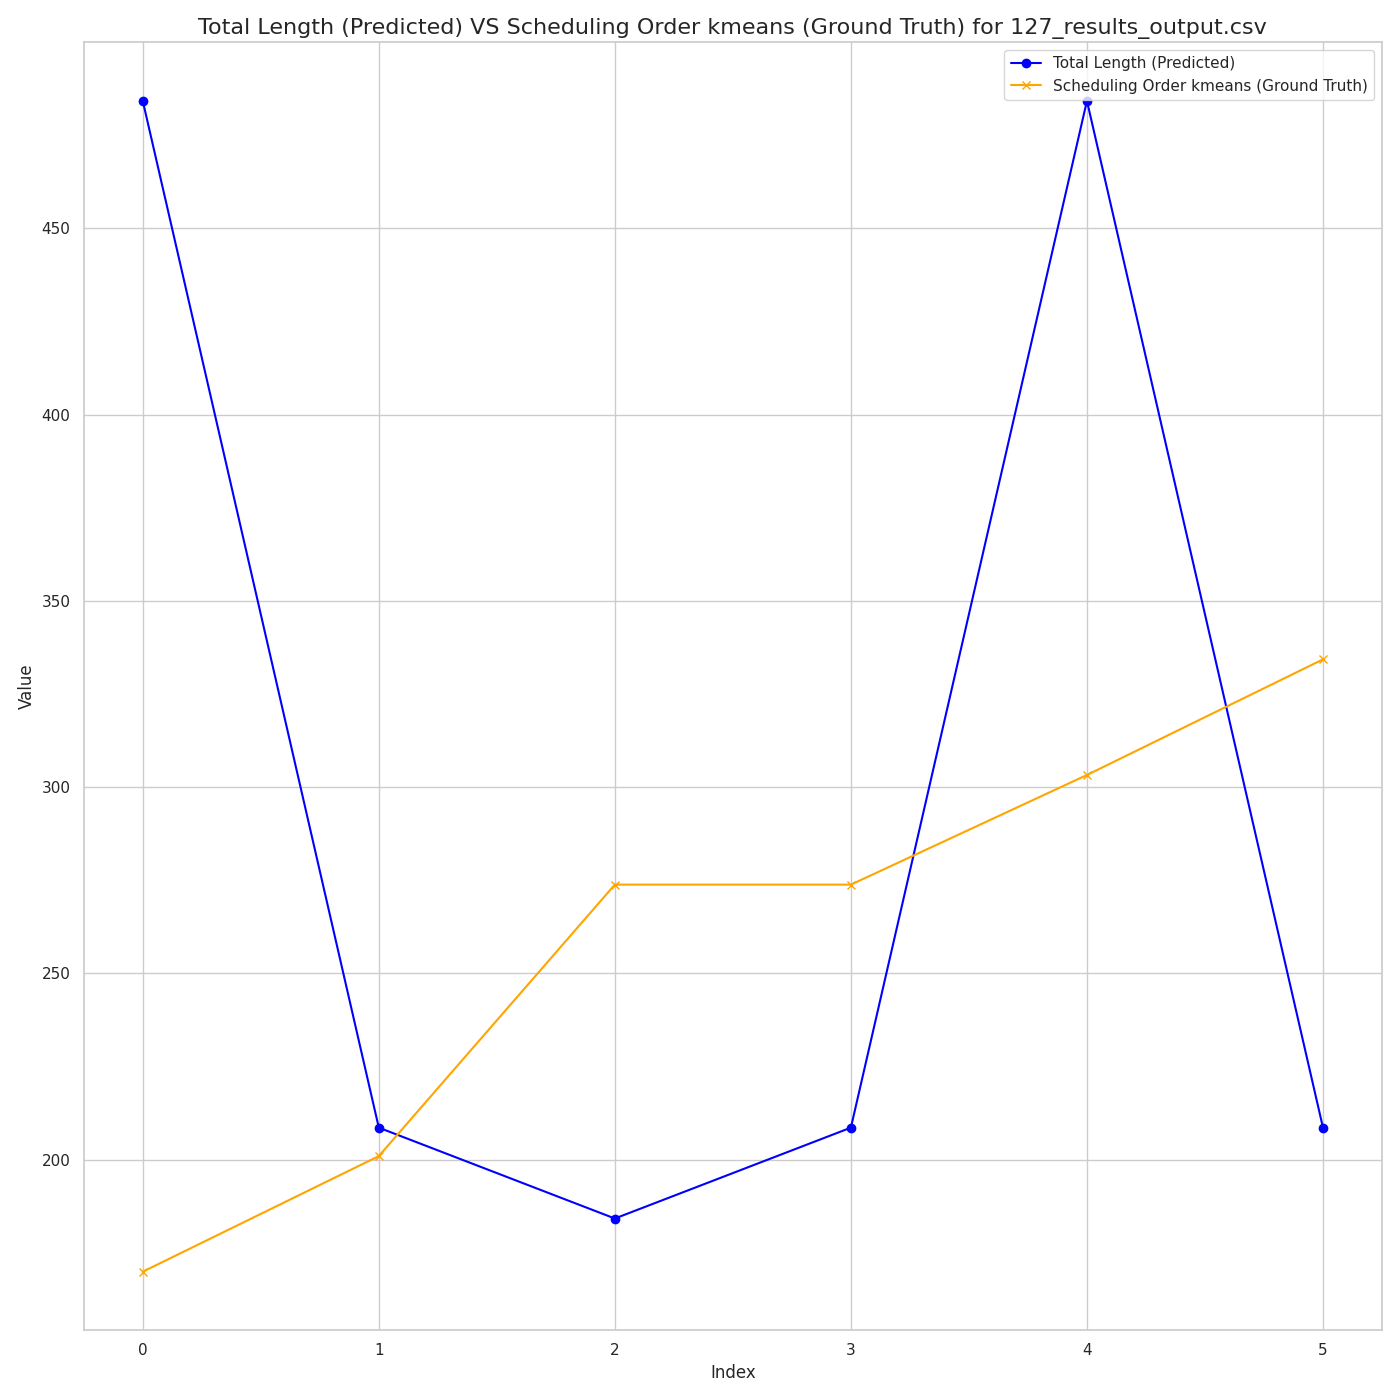 Total Length (Predicted) VS Scheduling Order kmeans (Ground Truth) for 127_results_output.csv
Total Length (Predicted)
Scheduling Order kmeans (Ground Truth)
450
400
350
300
250
200
Value
0 1 2 3 4 5
Index